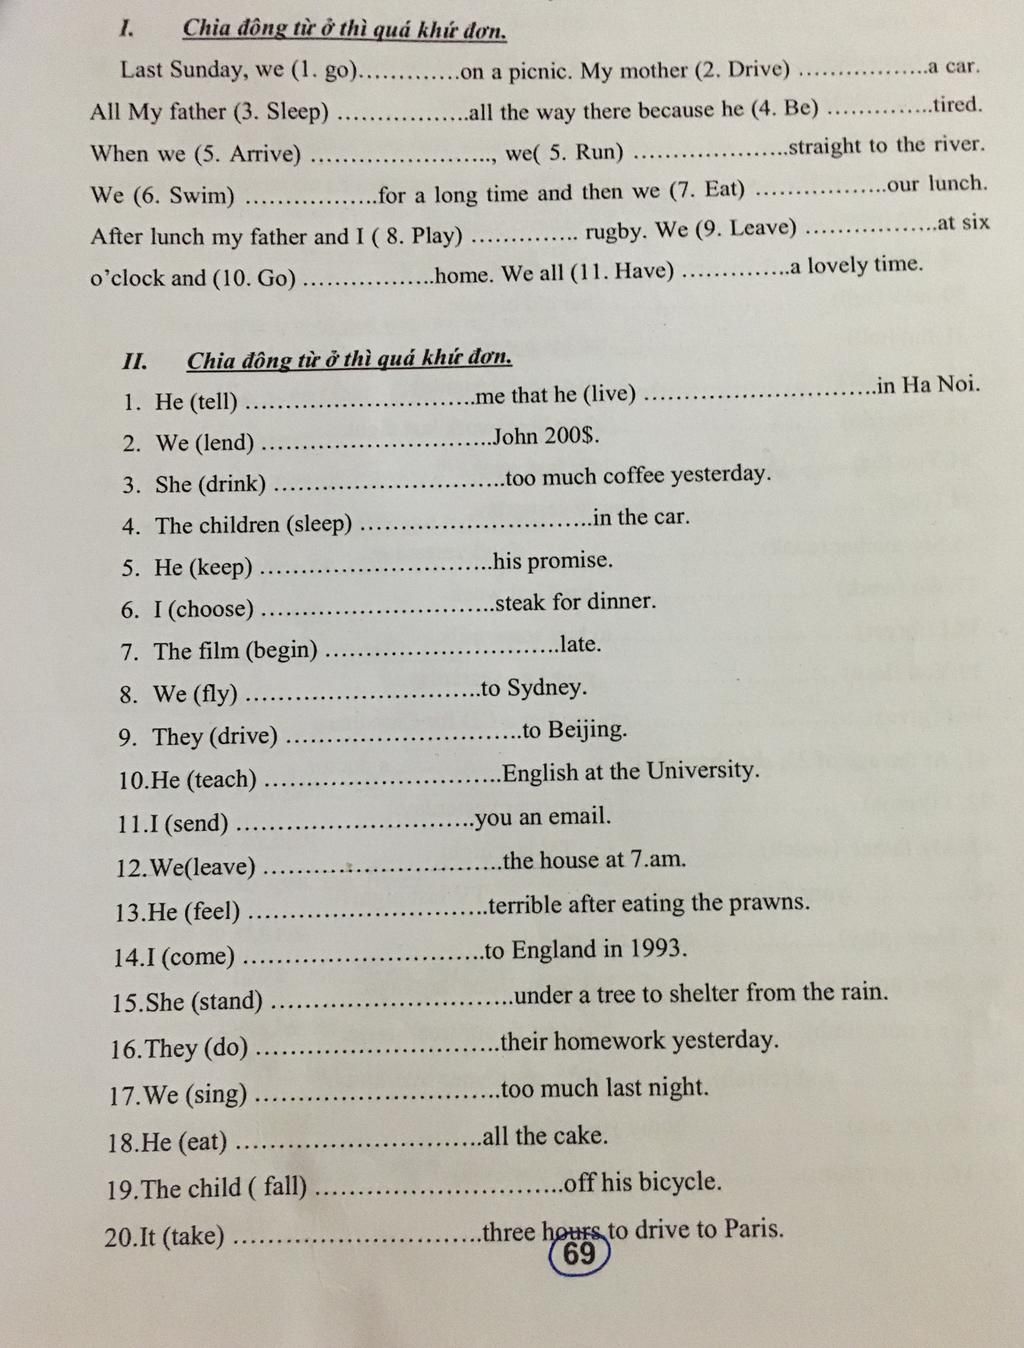 I. Chia đông từ ở thì quá khứ đơn.
Last Sunday, we (1. go).............on a picnic. My mother (2. Drive) .................a car.
All My father (3. Sleep) .................all the way there because he (4. Be) ..............tired.
When we (5. Arrive) ........................, we( 5. Run) ....................straight to the river.
We (6. Swim) .................for a long time and then we (7. Eat) .................our lunch.
After lunch my father and I ( 8. Play) .............. rugby. We (9. Leave) .................at six
o'clock and (10. Go) .................home. We all (11. Have) ..............a lovely time.
II. Chia đông từ ở thì quá khứ đơn.
1. He (tell) ..............................me that he (live) ..............................in Ha Noi.
2. We (lend) ..............................John 200$.
3. She (drink) ..............................too much coffee yesterday.
4. The children (sleep) ..............................in the car.
5. He (keep) ..............................his promise.
6. I (choose) ..............................steak for dinner.
7. The film (begin) ..............................late.
8. We (fly) ..............................to Sydney.
9. They (drive) ..............................to Beijing.
10.He (teach) ..............................English at the University.
11.I (send) ..............................you an email.
12.We(leave) ..............................the house at 7.am.
13.He (feel) ..............................terrible after eating the prawns.
14.I (come) ..............................to England in 1993.
15.She (stand) ..............................under a tree to shelter from the rain.
16.They (do) ..............................their homework yesterday.
17.We (sing) ..............................too much last night.
18.He (eat) ..............................all the cake.
19.The child ( fall) ..............................off his bicycle.
20.It (take) ..............................three hours to drive to Paris.
69